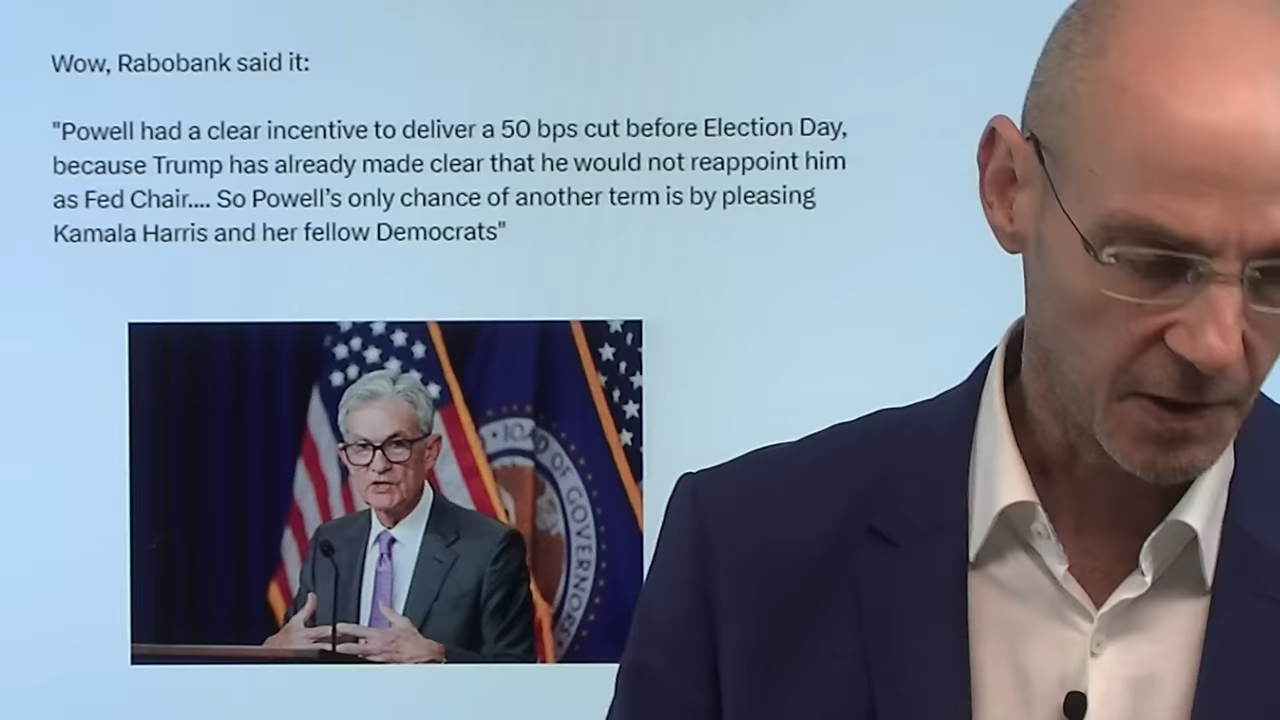 Wow, Rabobank said it:
"Powell had a clear incentive to deliver a 50 bps cut before Election Day,
because Trump has already made clear that he would not reappoint him
as Fed Chair.... So Powell's only chance of another term is by pleasing
Kamala Harris and her fellow Democrats"
OF GOVERNORS